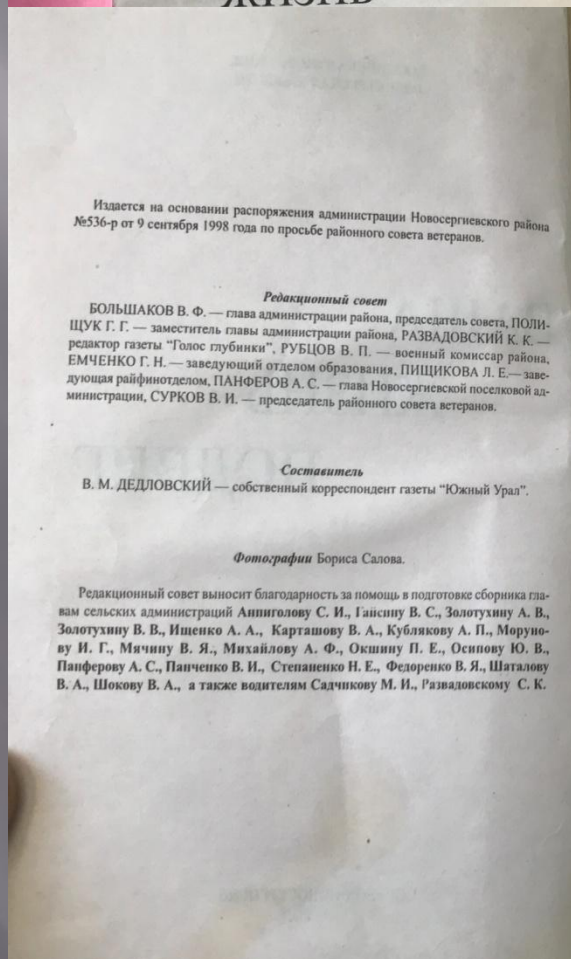 ЖИЗНЬ
Издается на основании распоряжения администрации Новосергиевского района
№536-р от 9 сентября 1998 года по просьбе районного совета ветеранов.
Редакционный совет
БОЛЬШАКОВ В. Ф. — глава администрации района, председатель совета, ПОЛИ-
ЩУК Г. Г. — заместитель главы администрации района, РАЗВАДОВСКИЙ К. К. —
редактор газеты "Голос глубинки", РУБЦОВ В. П. — военный комиссар района,
ЕМЧЕНКО Г. Н. — заведующий отделом образования, ПИЩИКОВА Л. Е.— заве-
дующая райфинотделом, ПАНФЕРОВ А. С. — глава Новосергиевской поселковой ад-
министрации, СУРКОВ В. И. — председатель районного совета ветеранов.
Составитель
В. М. ДЕДЛОВСКИЙ — собственный корреспондент газеты "Южный Урал".
Фотографии Бориса Салова.
Редакционный совет выносит благодарность за помощь в подготовке сборника гла-
вам сельских администраций Анпиголову С. И., Гаисину В. С., Золотухину А. В.,
Золотухину В. В., Ищенко А. А., Карташову В. А., Кублякову А. П., Моруно-
ву И. Г., Мячину В. Я., Михайлову А. Ф., Окшину П. Е., Осипову Ю. В.,
Панферову А. С., Панченко В. И., Степаненко Н. Е., Федоренко В. Я., Шаталову
В. А., Шокову В. А., а также водителям Садчикову М. И., Развадовскому С. К.